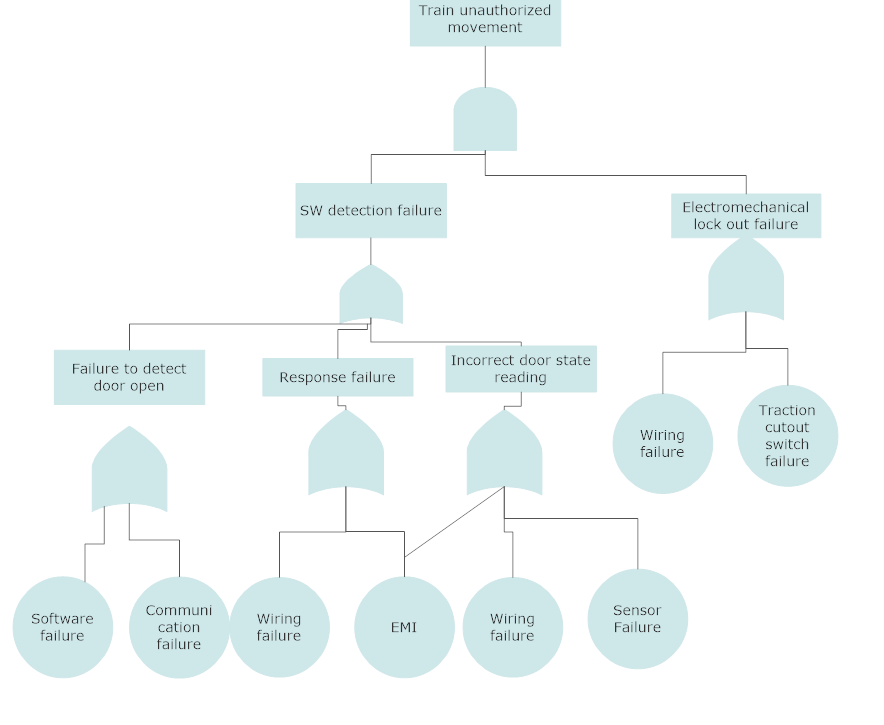 Train unauthorized
movement
SW detection failure
Electromechanical
lock out failure
Failure to detect
door open
Response failure
Incorrect door state
reading
Wiring
failure
Traction
cutout
switch
failure
Software
failure
Communi
cation
failure
Wiring
failure
EMI
Wiring
failure
Sensor
Failure